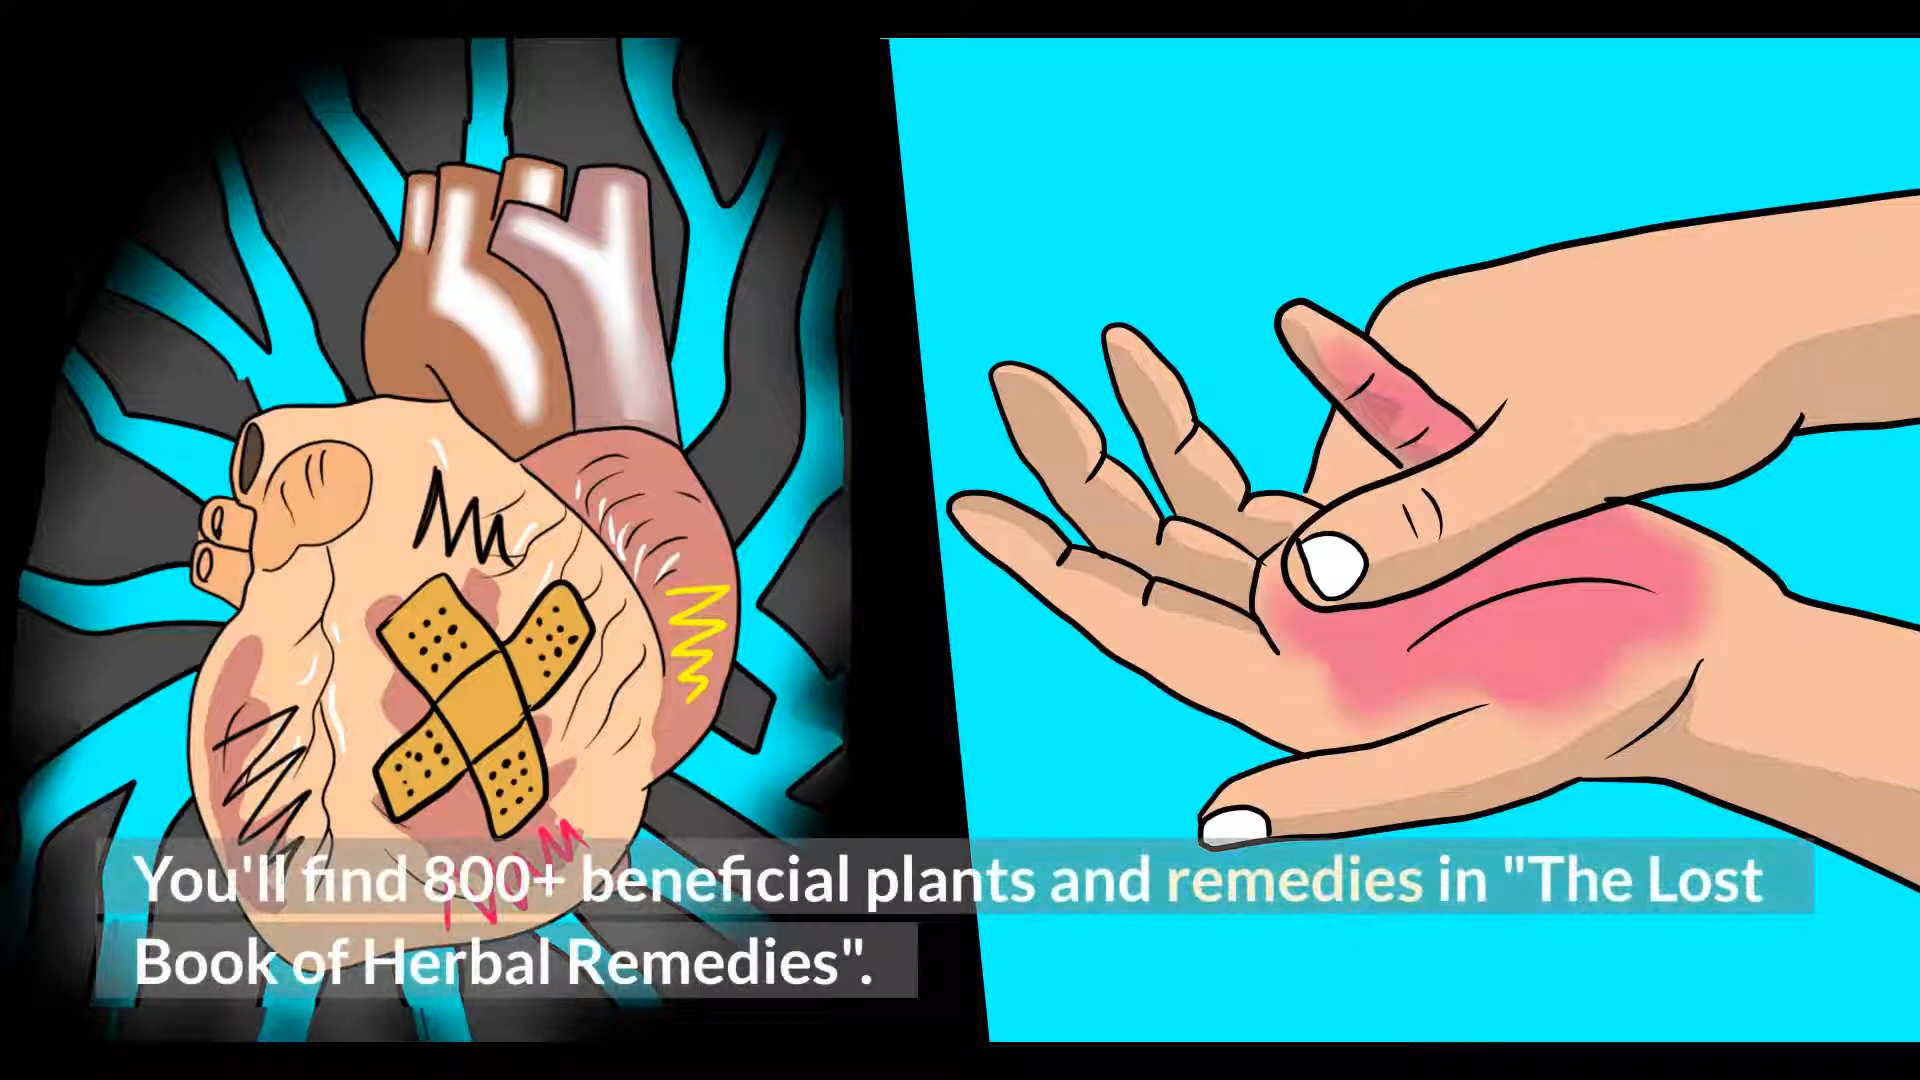 You'll find 800+ beneficial plants and remedies in "The Lost
Book of Herbal Remedies".